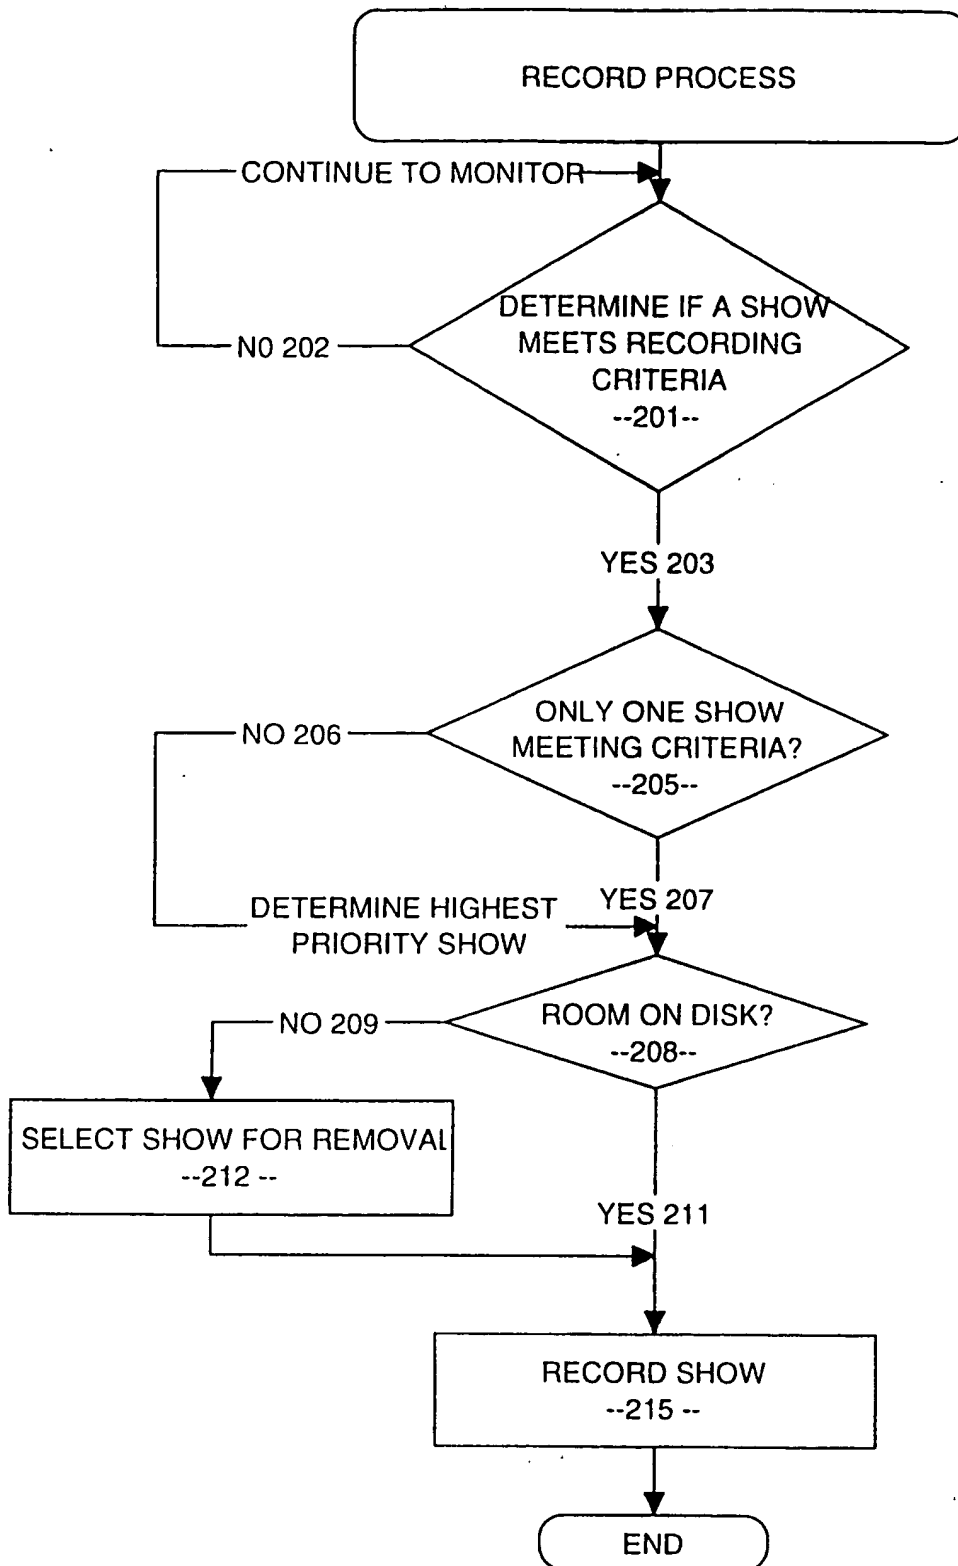 RECORD PROCESS
CONTINUE TO MONITOR
DETERMINE IF A SHOW
MEETS RECORDING
CRITERIA
--201--
N0 202
YES 203
ONLY ONE SHOW
MEETING CRITERIA?
--205--
NO 206
YES 207
DETERMINE HIGHEST
PRIORITY SHOW
ROOM ON DISK?
--208--
NO 209
SELECT SHOW FOR REMOVAL
--212 --
YES 211
RECORD SHOW
--215 --
END